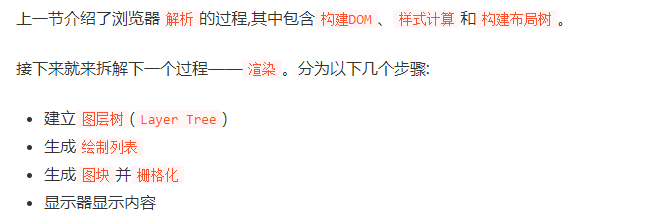 上一节介绍了浏览器 解析 的过程,其中包含 构建DOM 、 样式计算 和 构建布局树 。
接下来就来拆解下一个过程——渲染 。分为以下几个步骤:
建立 图层树 ( Layer Tree )
生成 绘制列表
生成 图块 并 栅格化
显示器显示内容